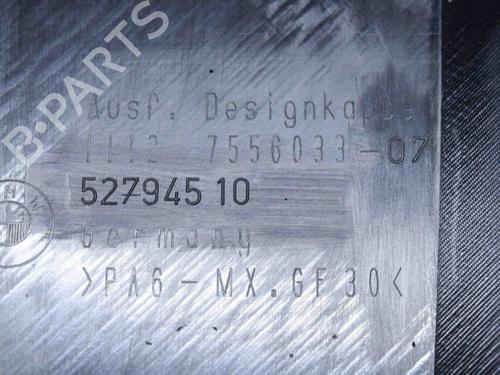 B-PARTS
Ausf. Designkappe
1112 7556033-07
527945 10
Germany
>PA6-MX.GF30<